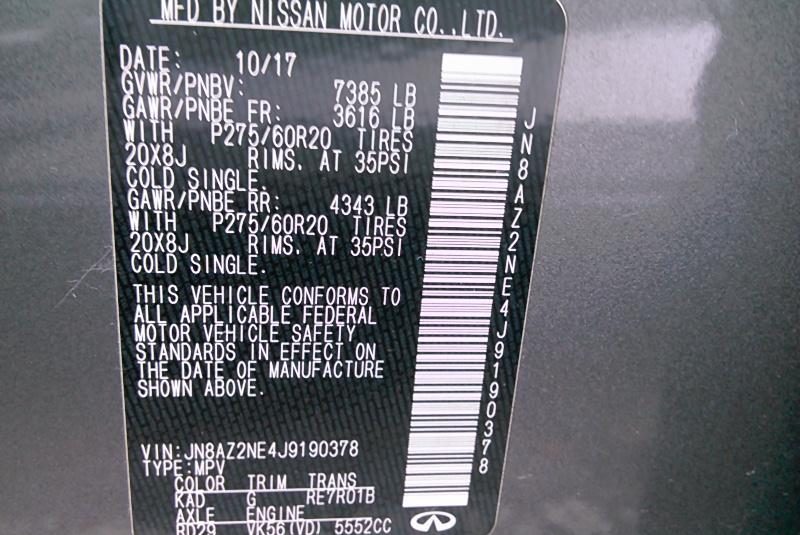 MFD BY NISSAN MOTOR CO.,LTD.
DATE: 10/17
GVWR/PNBV: 7385 LB
GAWR/PNBE FR: 3616 LB
WITH P275/60R20 TIRES
20X8J RIMS. AT 35PSI
COLD SINGLE.
GAWR/PNBE RR: 4343 LB
WITH P275/60R20 TIRES
20X8J RIMS. AT 35PSI
COLD SINGLE.
THIS VEHICLE CONFORMS TO
ALL APPLICABLE FEDERAL
MOTOR VEHICLE SAFETY
STANDARDS IN EFFECT ON
THE DATE OF MANUFACTURE
SHOWN ABOVE.
VIN:JN8AZ2NE4J9190378
TYPE:MPV
COLOR TRIM TRANS
KAD G RE7R01B
AXLE ENGINE
RD29 VK56(VD) 5552CC
JN8AZ2NE4J9190378